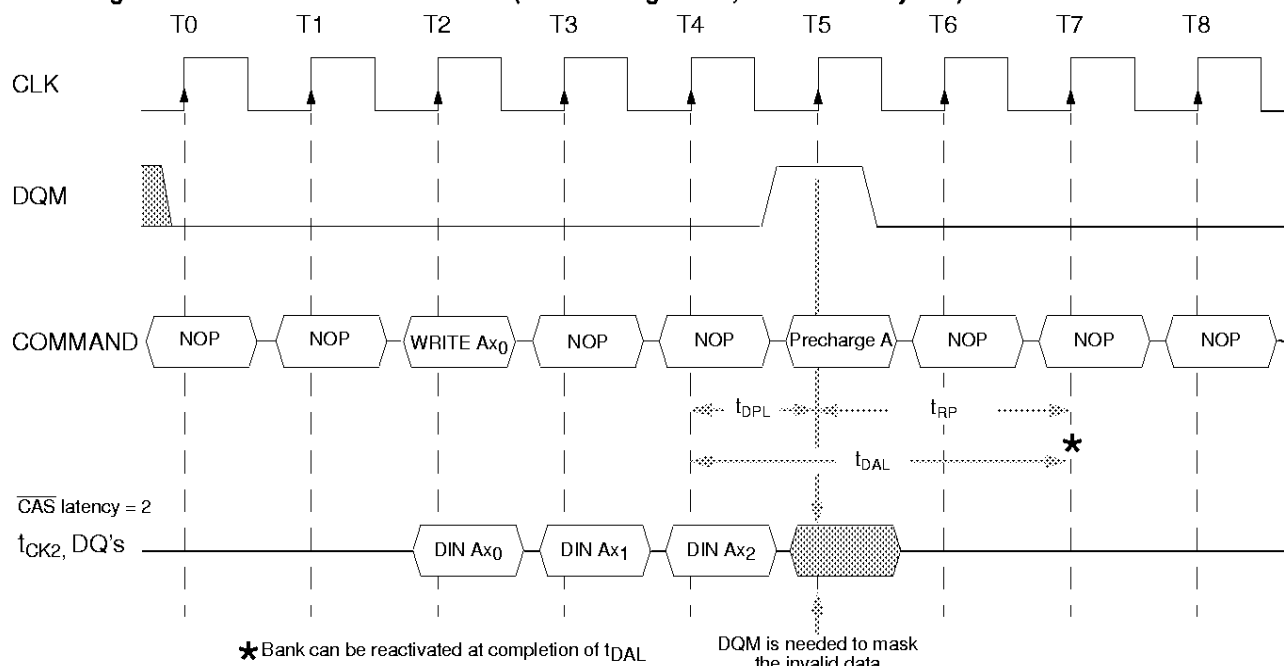 T0 T1 T2 T3 T4 T5 T6 T7 T8
CLK
DQM
COMMAND NOP NOP WRITE Ax0 NOP NOP Precharge A NOP NOP NOP
tDPL tRP
★
tDAL
CAS latency = 2
tCK2, DQ's DIN Ax0 DIN Ax1 DIN Ax2
★ Bank can be reactivated at completion of tDAL
DQM is needed to mask
the invalid data